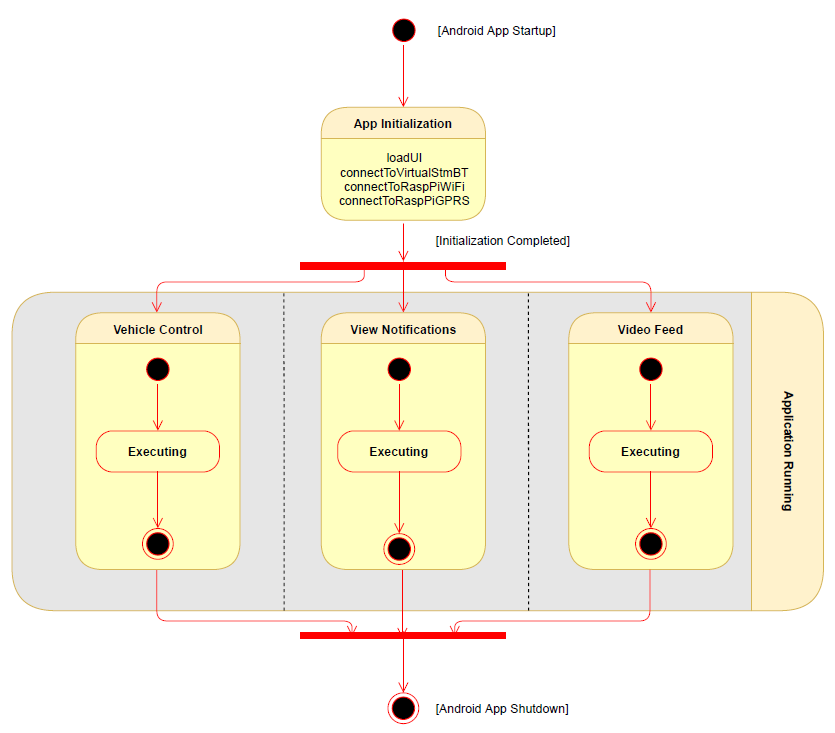 [Android App Startup]
App Initialization
loadUI
connectToVirtualStmBT
connectToRaspPiWiFi
connectToRaspPiGPRS
[Initialization Completed]
Vehicle Control
View Notifications
Video Feed
Executing
Executing
Executing
Application Running
[Android App Shutdown]